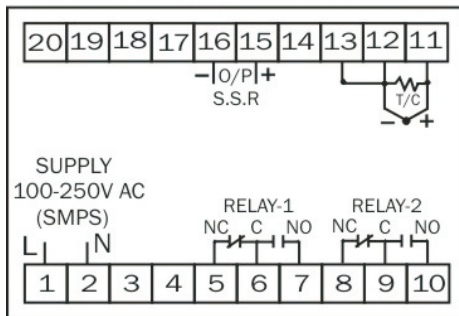 20 19 18 17 16 15 14 13 12 11
− O/P +
S.S.R
T/C
− +
SUPPLY
100-250V AC
(SMPS)
L N
RELAY-1
NC C NO
RELAY-2
NC C NO
1 2 3 4 5 6 7 8 9 10